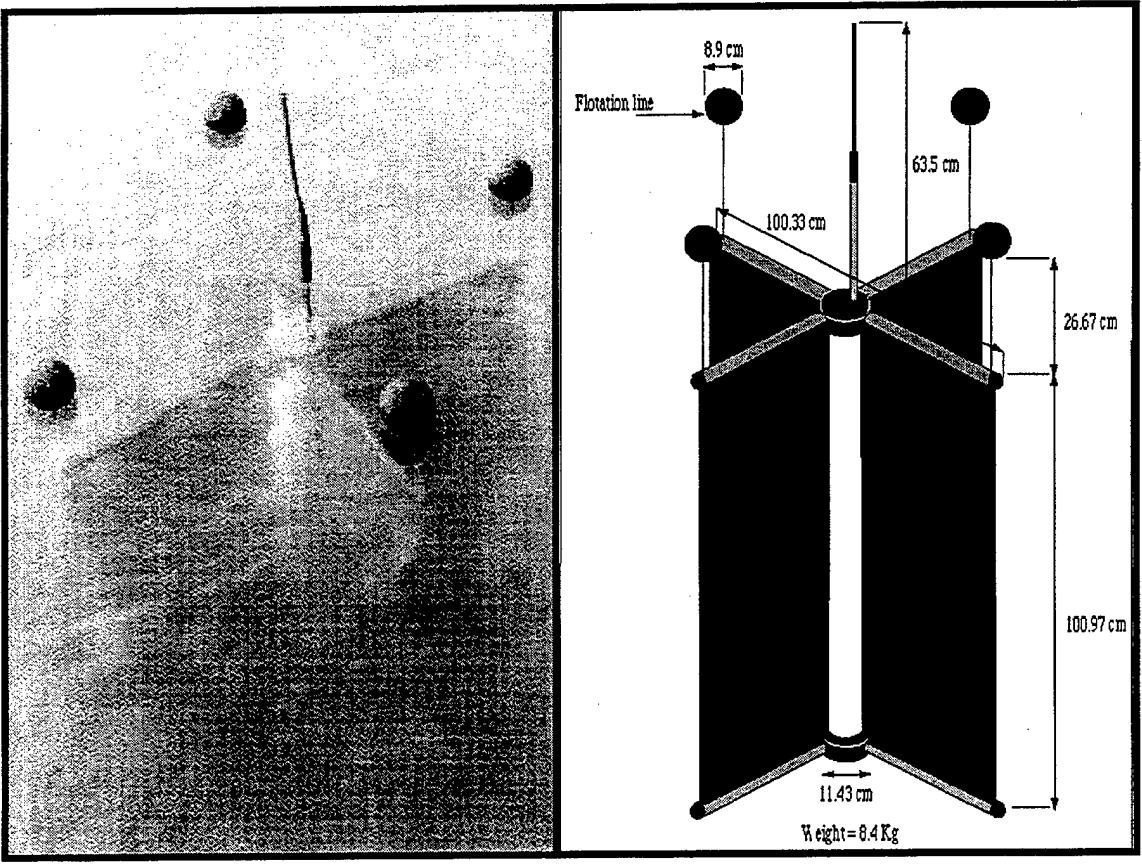 8.9 cm
Flotation line
63.5 cm
100.33 cm
26.67 cm
100.97 cm
11.43 cm
Weight = 8.4 Kg